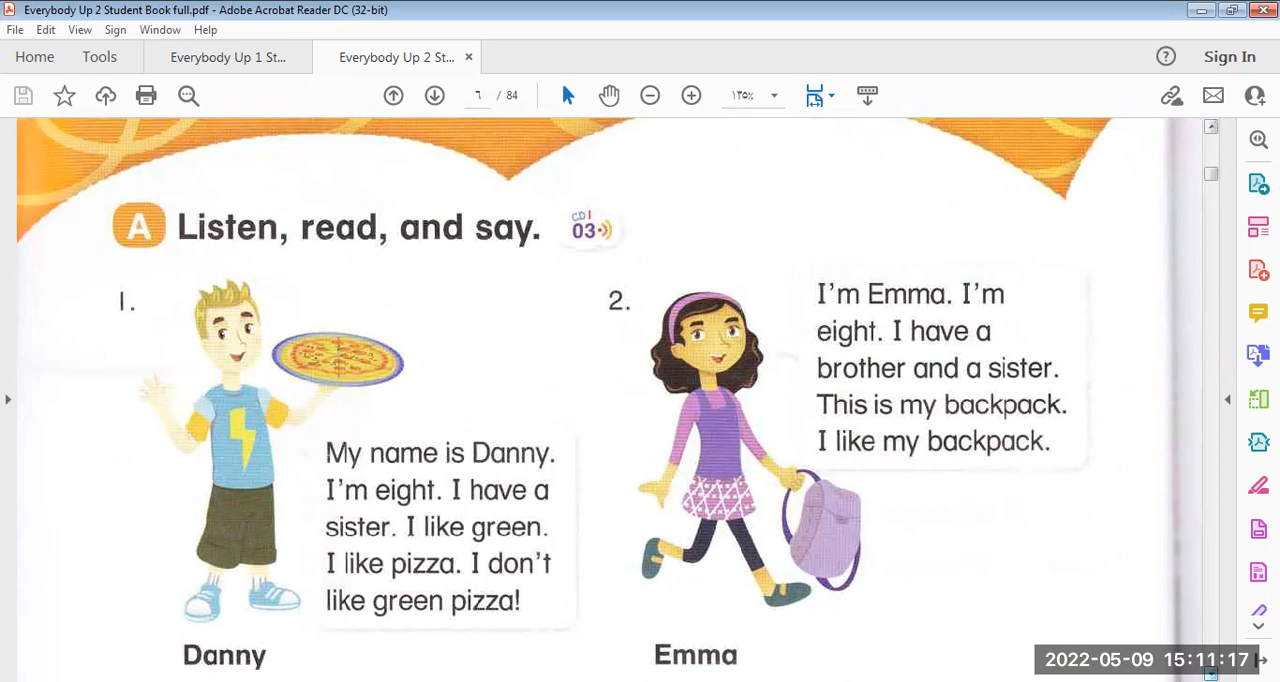 Everybody Up 2 Student Book full.pdf - Adobe Acrobat Reader DC (32-bit)
File Edit View Sign Window Help
Home Tools Everybody Up 1 St... Everybody Up 2 St... ×
? Sign In
٦ / 84
١٣٥%
A Listen, read, and say. CD1 03
1.
My name is Danny.
I'm eight. I have a
sister. I like green.
I like pizza. I don't
like green pizza!
Danny
2.
I'm Emma. I'm
eight. I have a
brother and a sister.
This is my backpack.
I like my backpack.
Emma
2022-05-09 15:11:17